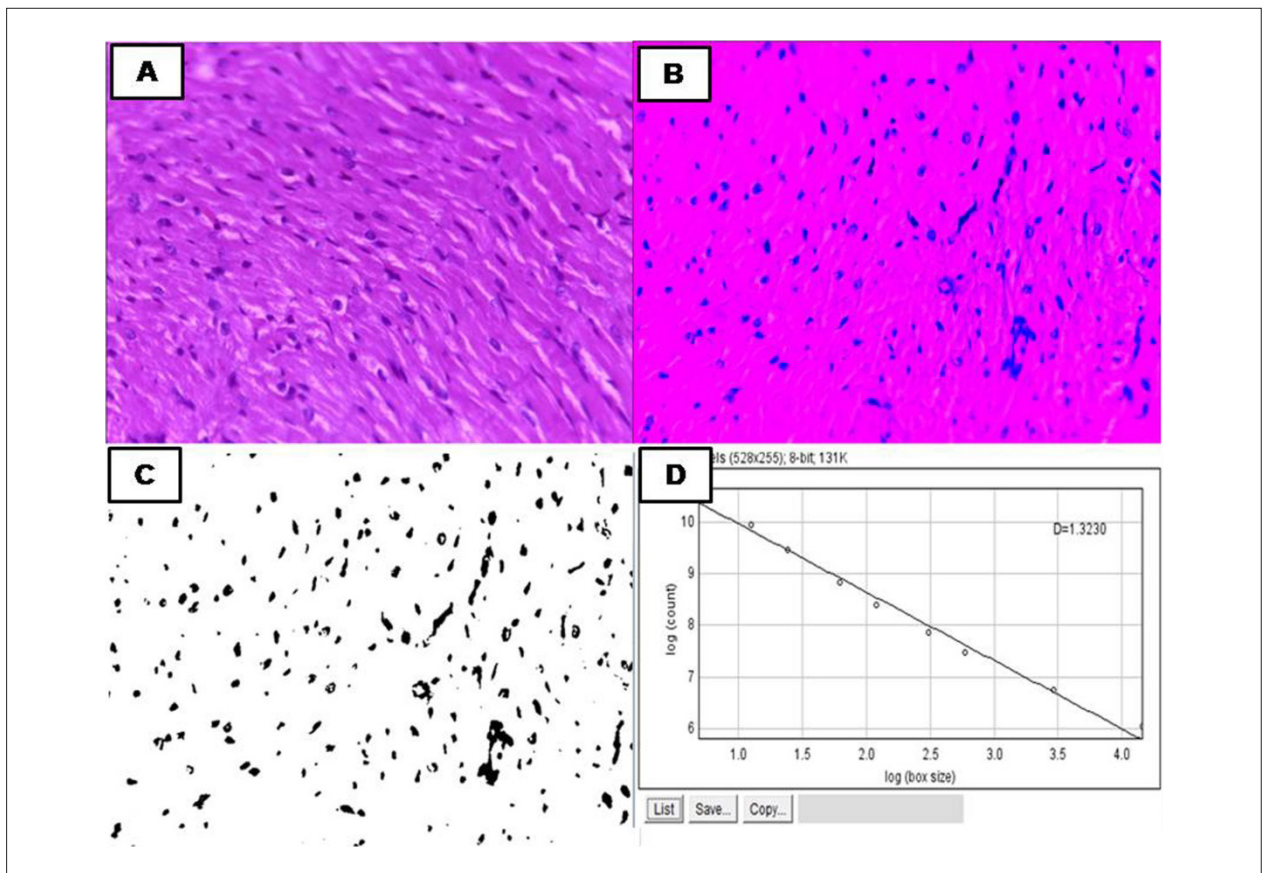 A
B
C
D
els (528x255); 8-bit; 131K
D=1.3230
log (count)
10
9
8
7
6
1.0 1.5 2.0 2.5 3.0 3.5 4.0
log (box size)
List Save... Copy...